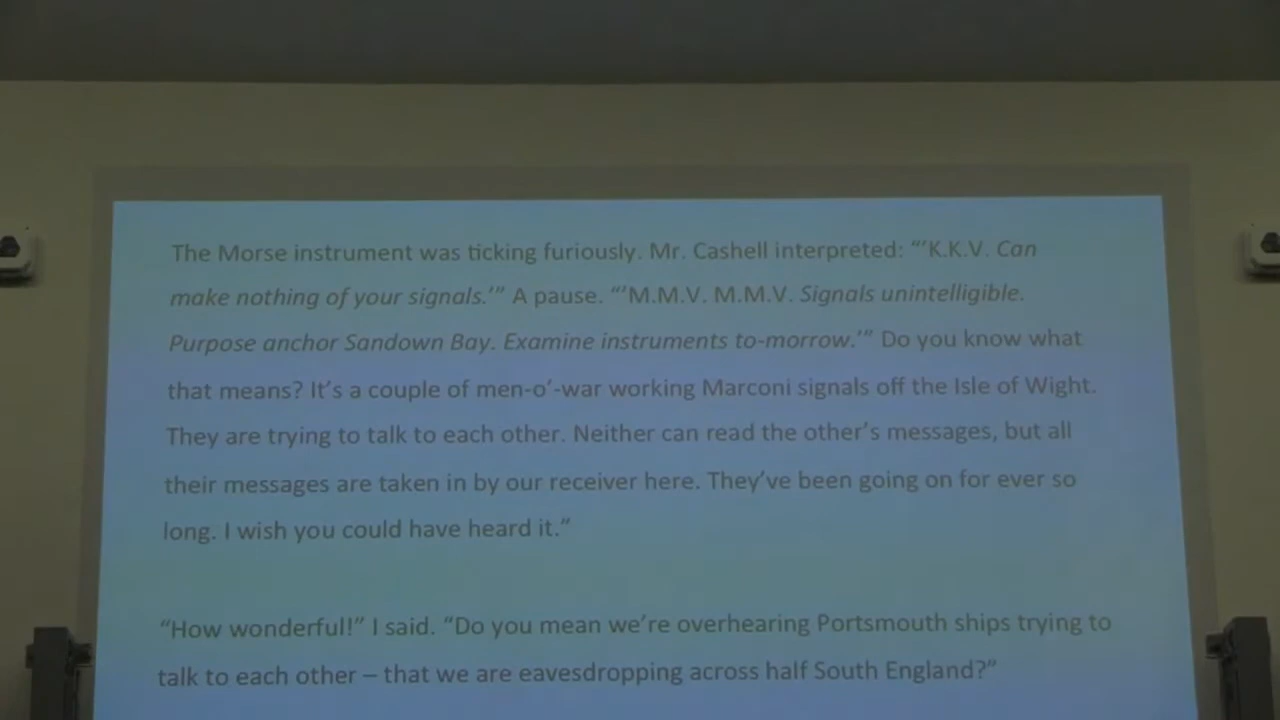 The Morse instrument was ticking furiously. Mr. Cashell interpreted: “‘K.K.V. Can
make nothing of your signals.’” A pause. “‘M.M.V. M.M.V. Signals unintelligible.
Purpose anchor Sandown Bay. Examine instruments to-morrow.’” Do you know what
that means? It’s a couple of men-o’-war working Marconi signals off the Isle of Wight.
They are trying to talk to each other. Neither can read the other’s messages, but all
their messages are taken in by our receiver here. They’ve been going on for ever so
long. I wish you could have heard it.”
“How wonderful!” I said. “Do you mean we’re overhearing Portsmouth ships trying to
talk to each other – that we are eavesdropping across half South England?”